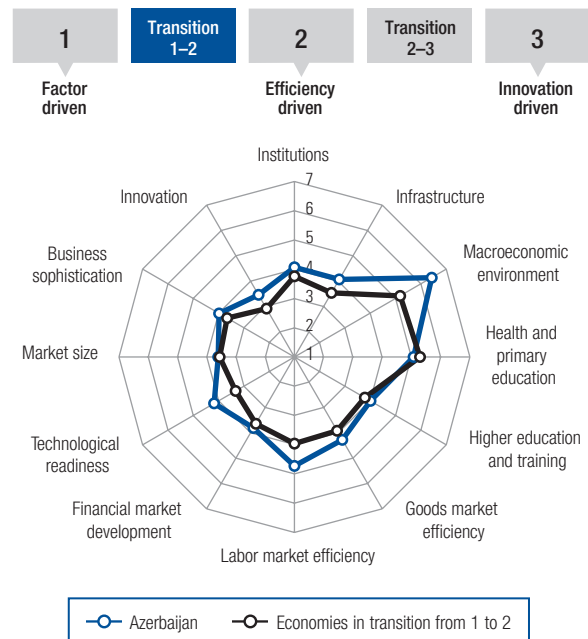 1
Transition
1–2
2
Transition
2–3
3
Factor
driven
Efficiency
driven
Innovation
driven
Institutions
Innovation
Infrastructure
Business
sophistication
Macroeconomic
environment
Market size
Health and
primary
education
Technological
readiness
Higher education
and training
Financial market
development
Goods market
efficiency
Labor market efficiency
7
6
5
4
3
2
1
Azerbaijan
Economies in transition from 1 to 2